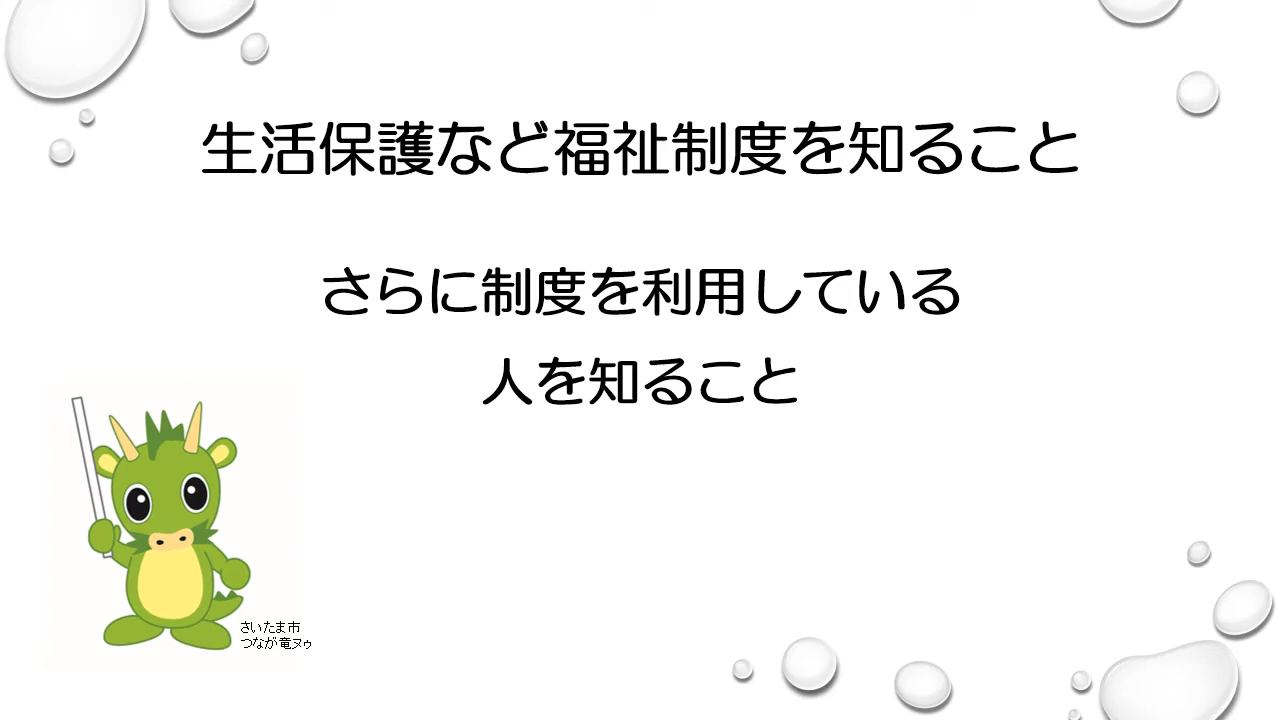 生活保護など福祉制度を知ること
さらに制度を利用している
人を知ること
さいたま市
つなが竜ヌゥ